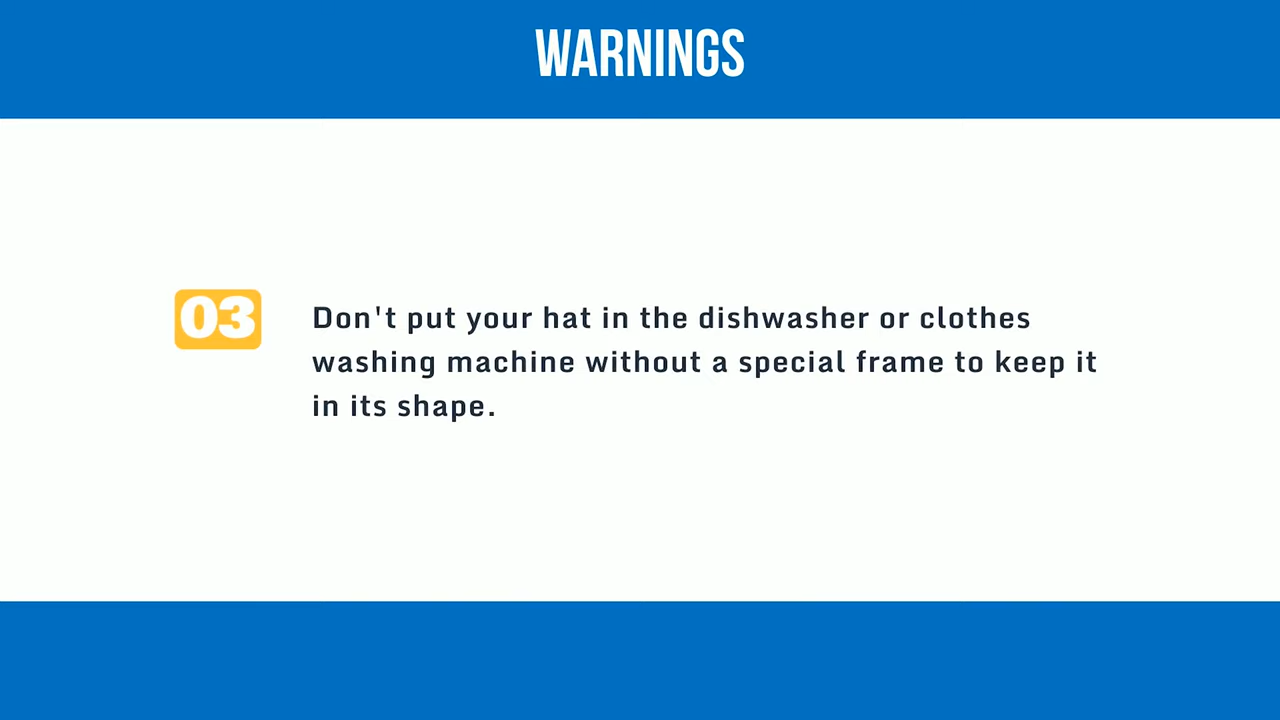 WARNINGS
03
Don't put your hat in the dishwasher or clothes
washing machine without a special frame to keep it
in its shape.